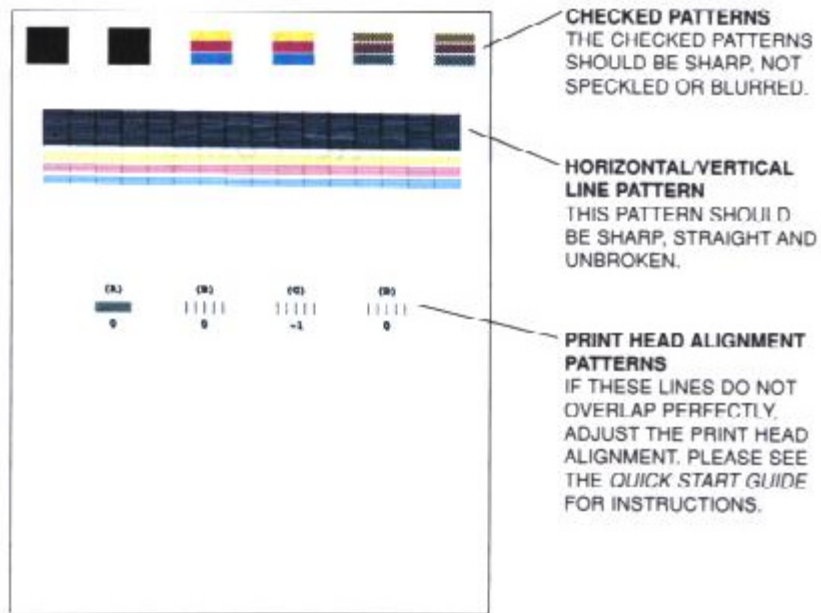 CHECKED PATTERNS
THE CHECKED PATTERNS
SHOULD BE SHARP, NOT
SPECKLED OR BLURRED.
HORIZONTAL/VERTICAL
LINE PATTERN
THIS PATTERN SHOULD
BE SHARP, STRAIGHT AND
UNBROKEN.
(A) (B) (C) (D)
0 0 -1 0
PRINT HEAD ALIGNMENT
PATTERNS
IF THESE LINES DO NOT
OVERLAP PERFECTLY,
ADJUST THE PRINT HEAD
ALIGNMENT. PLEASE SEE
THE QUICK START GUIDE
FOR INSTRUCTIONS.